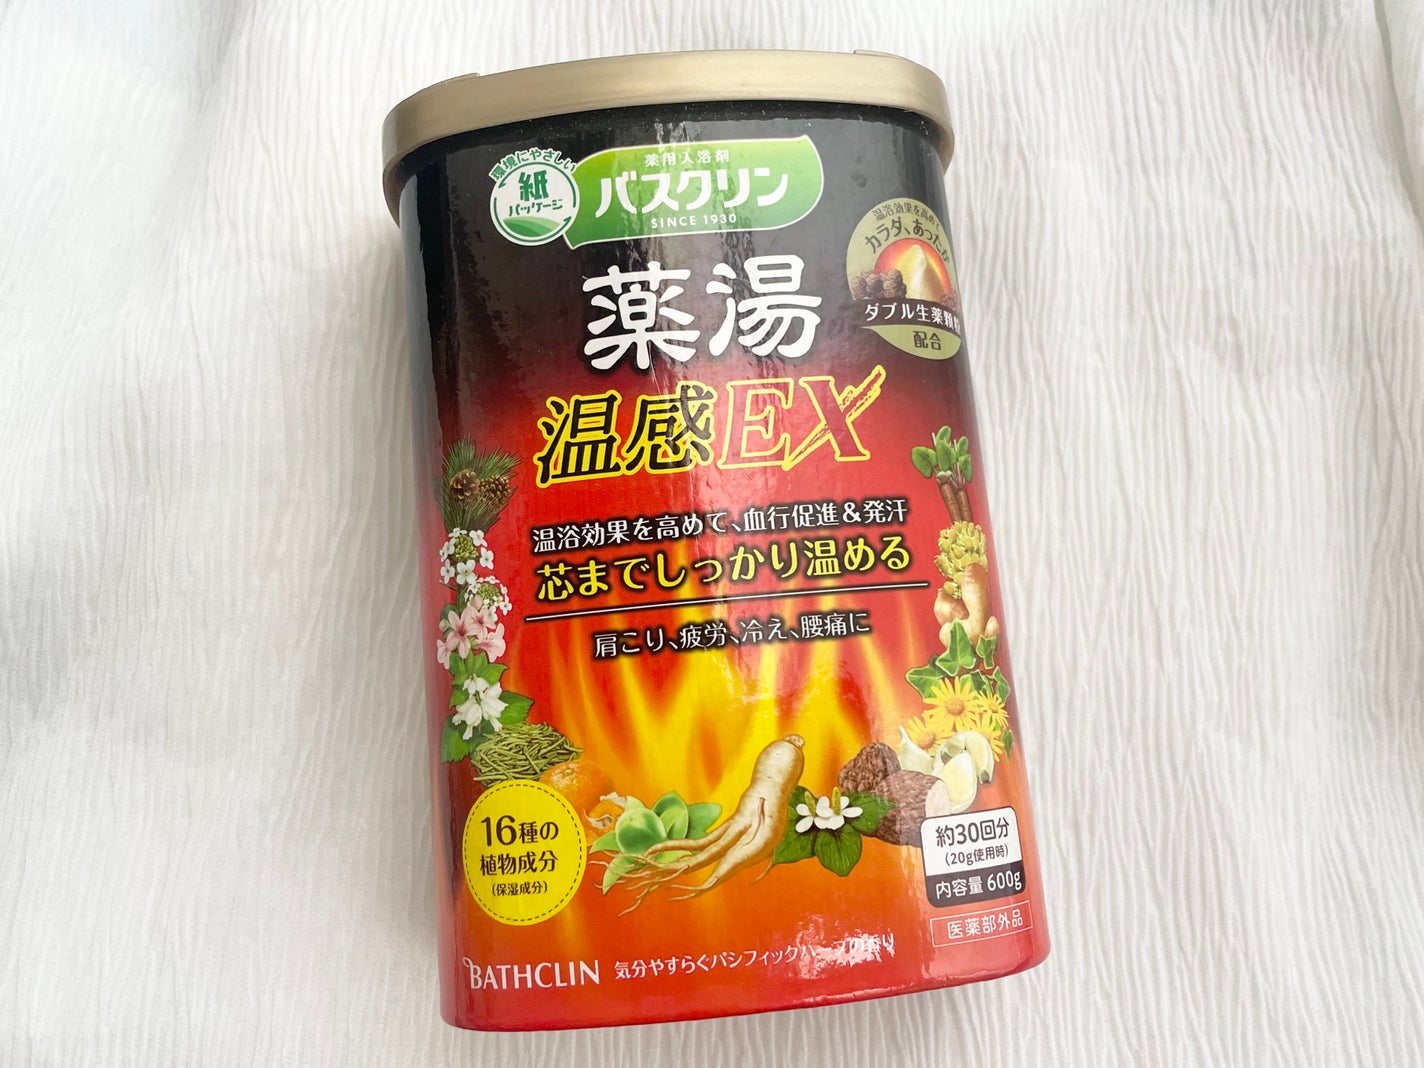 環境にやさしい
紙
パッケージ
薬用入浴剤
バスクリン
SINCE 1930
温浴効果を高めて
カラダ、あったか
ダブル生薬顆粒
配合
薬湯
温感EX
温浴効果を高めて、血行促進&発汗
芯までしっかり温める
肩こり、疲労、冷え、腰痛に
16種の
植物成分
(保湿成分)
約30回分
(20g使用時)
内容量 600g
医薬部外品
BATHCLIN
気分やすらぐパシフィックハーブの香り